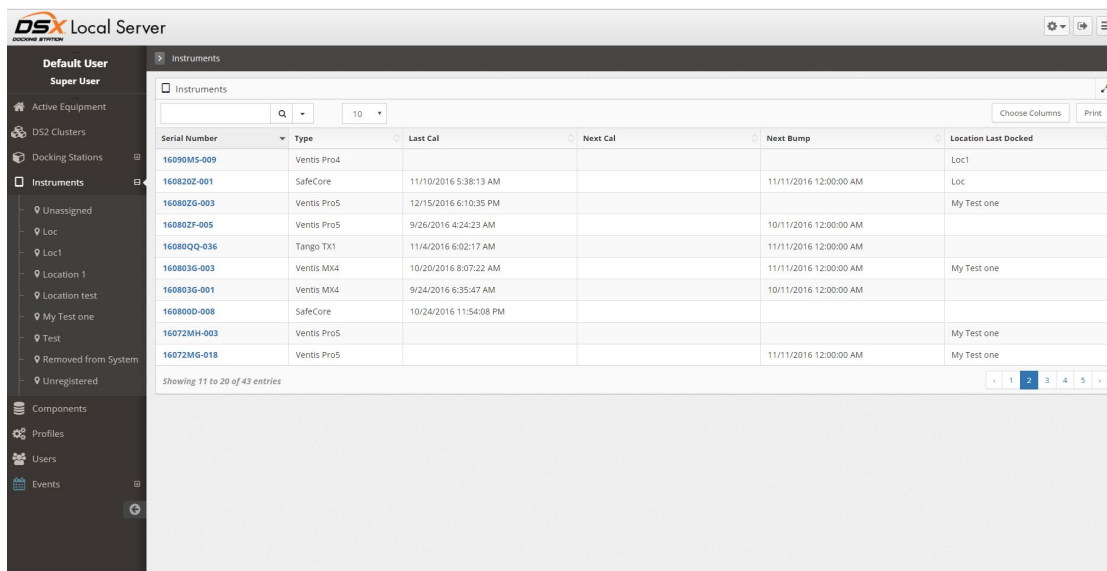 DSX Local Server
DOCKING STATION
Default User
Super User
Active Equipment
DS2 Clusters
Docking Stations
Instruments
Unassigned
Loc
Loc1
Location 1
Location test
My Test one
Test
Removed from System
Unregistered
Components
Profiles
Users
Events
Instruments
Instruments
10
Choose Columns Print
Serial Number Type Last Cal Next Cal Next Bump Location Last Docked
16090MS-009 Ventis Pro4 Loc1
160820Z-001 SafeCore 11/10/2016 5:38:13 AM 11/11/2016 12:00:00 AM Loc
16080ZG-003 Ventis Pro5 12/15/2016 6:10:35 PM My Test one
16080ZF-005 Ventis Pro5 9/26/2016 4:24:23 AM 10/11/2016 12:00:00 AM
16080QQ-036 Tango TX1 11/4/2016 6:02:17 AM 11/11/2016 12:00:00 AM
160803G-003 Ventis MX4 10/20/2016 8:07:22 AM 11/11/2016 12:00:00 AM My Test one
160803G-001 Ventis MX4 9/24/2016 6:35:47 AM 10/11/2016 12:00:00 AM
160800D-008 SafeCore 10/24/2016 11:54:08 PM
16072MH-003 Ventis Pro5 My Test one
16072MG-018 Ventis Pro5 11/11/2016 12:00:00 AM My Test one
Showing 11 to 20 of 43 entries
‹ 1 2 3 4 5 ›